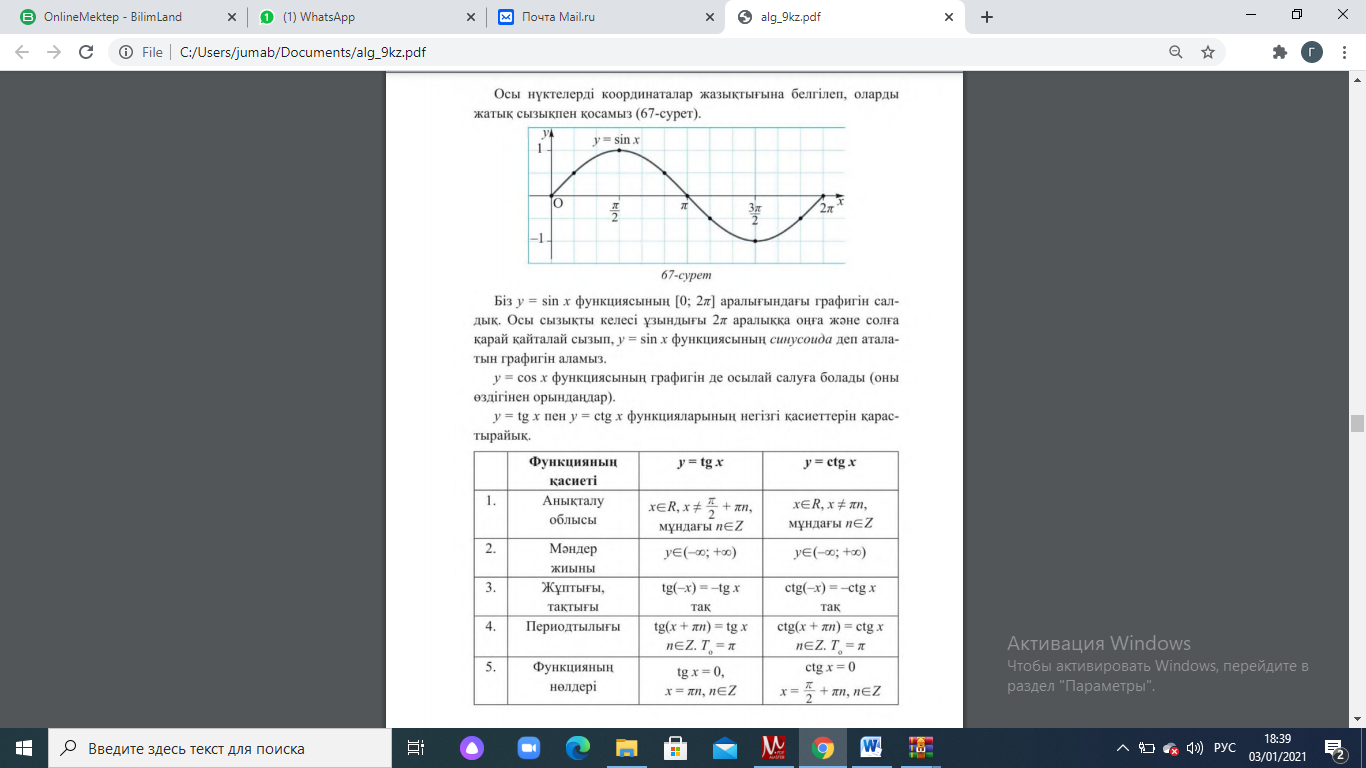 OnlineMektep - BilimLand
(1) WhatsApp
Почта Mail.ru
alg_9kz.pdf
File | C:/Users/jumab/Documents/alg_9kz.pdf
Г
Осы нүктелерді координаталар жазықтығына белгілеп, оларды
жатық сызықпен қосамыз (67-сурет).
y
1
y = sin x
O
π/2
π
3π/2
2π
x
–1
67-сурет
Біз y = sin x функциясының [0; 2π] аралығындағы графигін сал-
дық. Осы сызықты келесі ұзындығы 2π аралыққа оңға және солға
қарай қайталай сызып, y = sin x функциясының синусоида деп атала-
тын графигін аламыз.
y = cos x функциясының графигін де осылай салуға болады (оны
өздігінен орындаңдар).
y = tg x пен y = ctg x функцияларының негізгі қасиеттерін қарас-
тырайық.
Функцияның қасиеті | y = tg x | y = ctg x
1. | Анықталу облысы | x∈R, x ≠ π/2 + πn, мұндағы n∈Z | x∈R, x ≠ πn, мұндағы n∈Z
2. | Мәндер жиыны | y∈(–∞; +∞) | y∈(–∞; +∞)
3. | Жұптығы, тақтығы | tg(–x) = –tg x тақ | ctg(–x) = –ctg x тақ
4. | Периодтылығы | tg(x + πn) = tg x n∈Z. T₀ = π | ctg(x + πn) = ctg x n∈Z. T₀ = π
5. | Функцияның нөлдері | tg x = 0, x = πn, n∈Z | ctg x = 0 x = π/2 + πn, n∈Z
Активация Windows
Чтобы активировать Windows, перейдите в
раздел "Параметры".
Введите здесь текст для поиска
РУС
18:39
03/01/2021
2